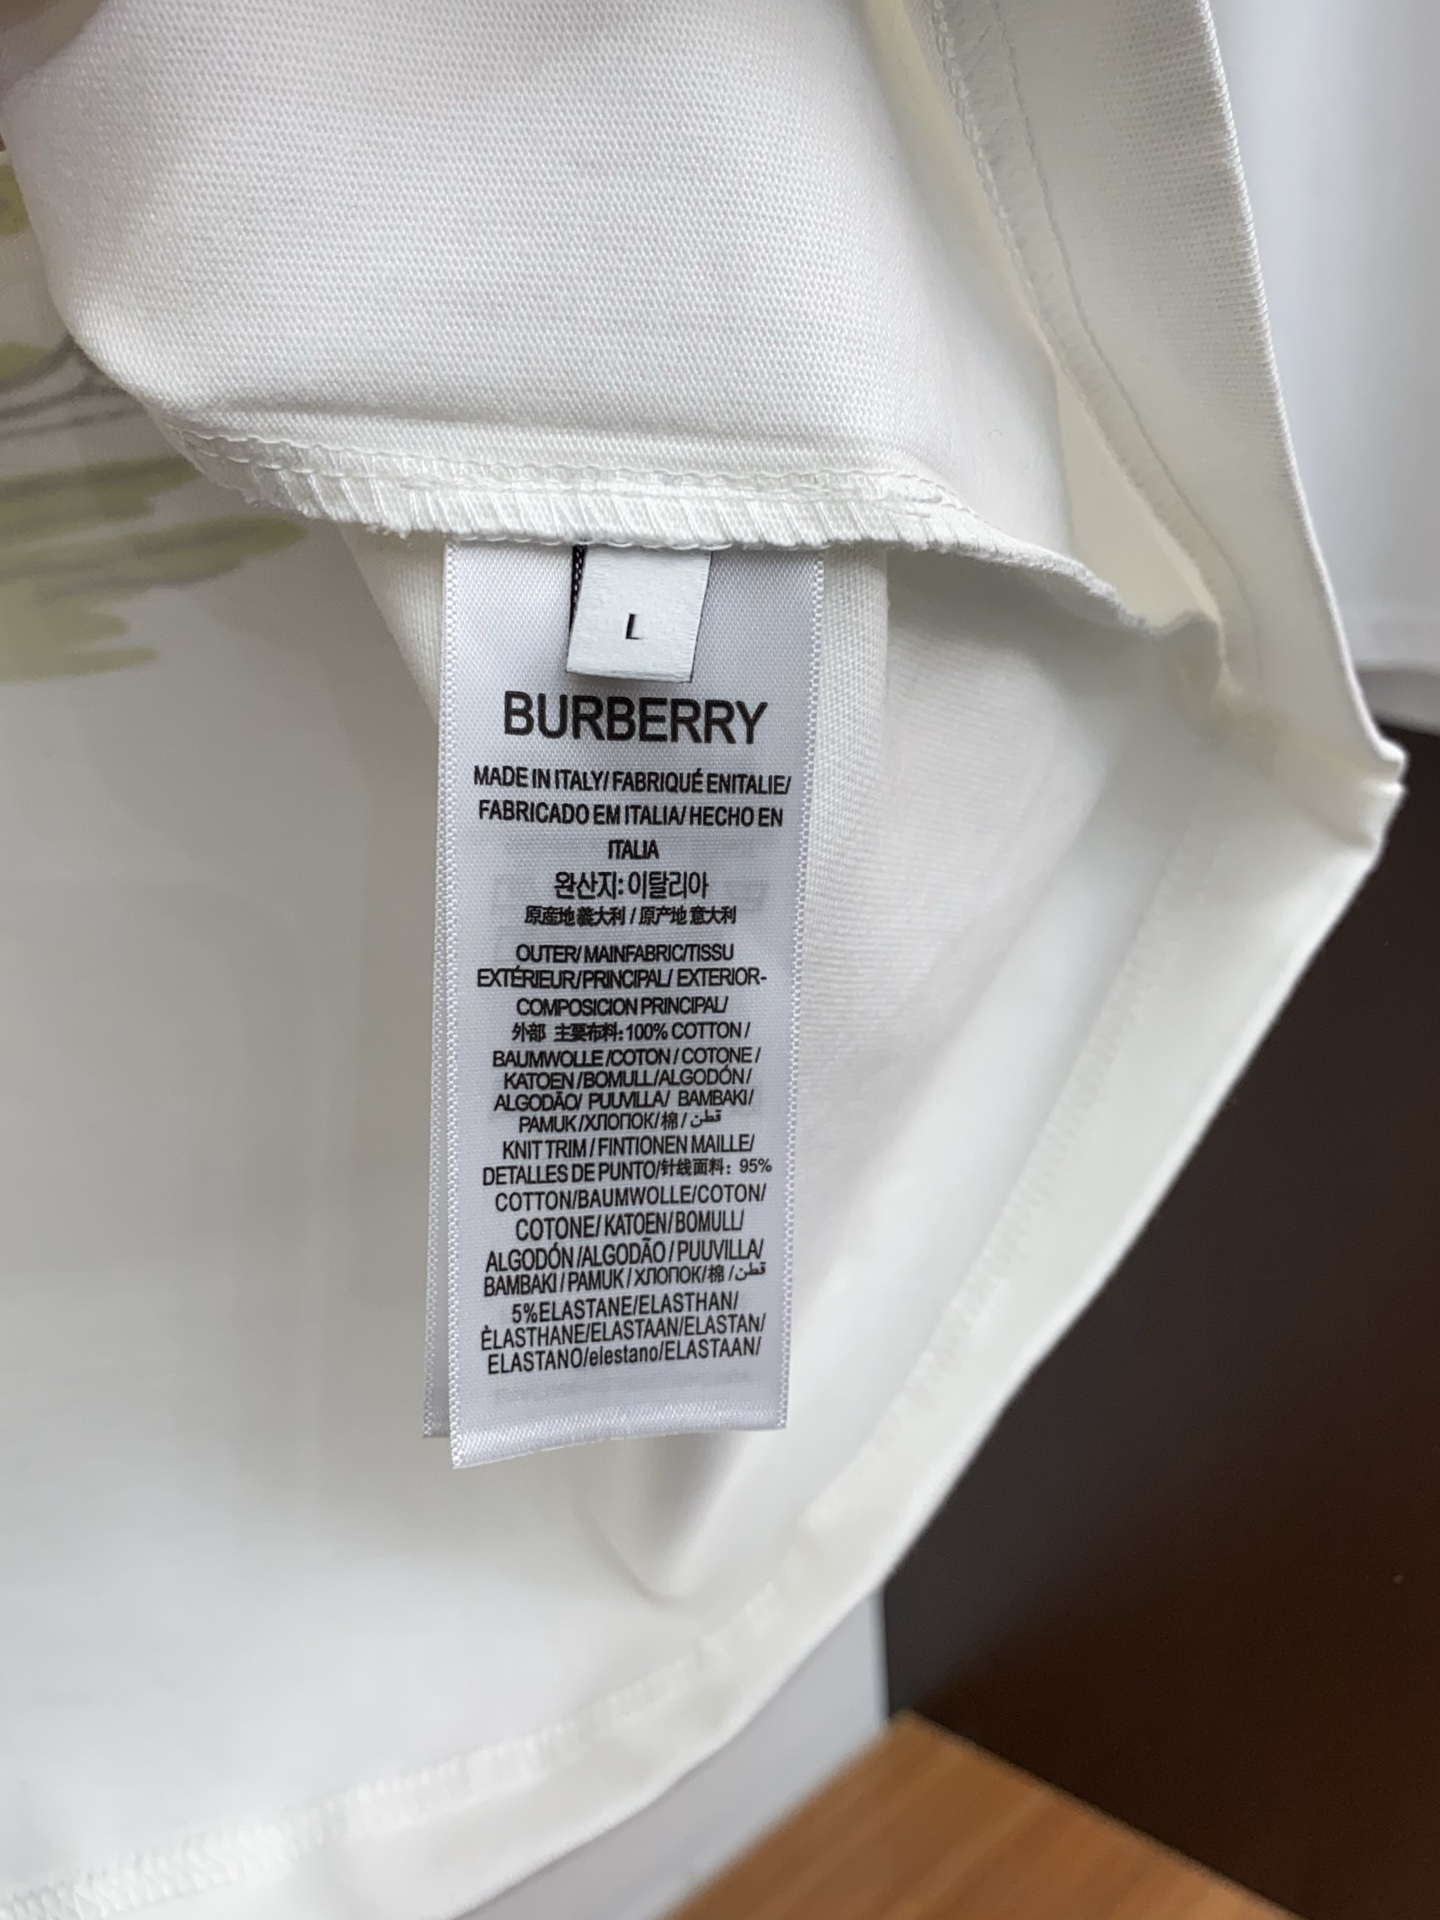 L
BURBERRY
MADE IN ITALY/ FABRIQUÉ ENITALIE/
FABRICADO EM ITALIA/ HECHO EN
ITALIA
완산지: 이탈리아
原産地 義大利 / 原产地 意大利
OUTER/ MAINFABRIC/TISSU
EXTÉRIEUR/PRINCIPAL/ EXTERIOR-
COMPOSICION PRINCIPAL/
外部 主要布料: 100% COTTON /
BAUMWOLLE /COTON / COTONE /
KATOEN / BOMULL/ALGODÓN /
ALGODÃO/ PUUVILLA/ BAMBAKI/
PAMUK /ХЛОПОК/棉 / قطن
KNIT TRIM / FINTIONEN MAILLE/
DETALLES DE PUNTO/针线面料: 95%
COTTON/BAUMWOLLE/COTON/
COTONE/ KATOEN / BOMULL/
ALGODÓN /ALGODÃO / PUUVILLA/
BAMBAKI / PAMUK / ХЛОПОК/棉 / قطن
5%ELASTANE/ELASTHAN/
ÈLASTHANE/ELASTAAN/ELASTAN/
ELASTANO/elestano/ELASTAAN/